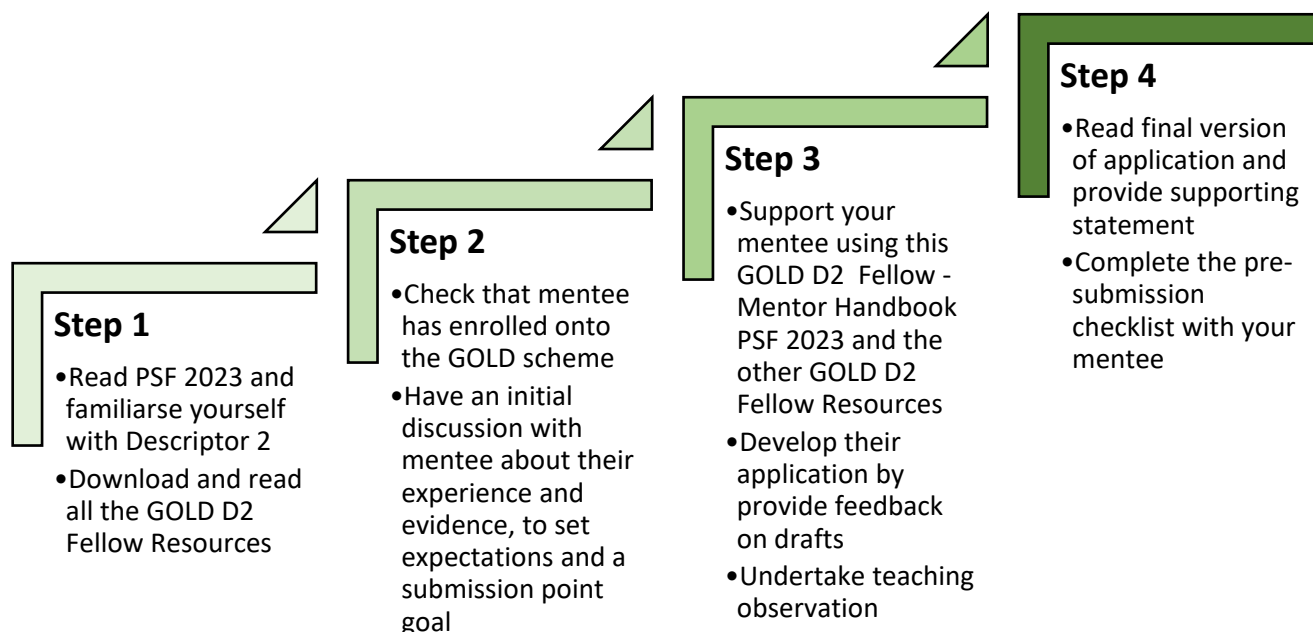 Step 1
•Read PSF 2023 and
familiarse yourself
with Descriptor 2
•Download and read
all the GOLD D2
Fellow Resources
Step 2
•Check that mentee
has enrolled onto
the GOLD scheme
•Have an initial
discussion with
mentee about their
experience and
evidence, to set
expectations and a
submission point
goal
Step 3
•Support your
mentee using this
GOLD D2  Fellow -
Mentor Handbook
PSF 2023 and the
other GOLD D2
Fellow Resources
•Develop their
application by
provide feedback
on drafts
•Undertake teaching
observation
Step 4
•Read final version
of application and
provide supporting
statement
•Complete the pre-
submission
checklist with your
mentee